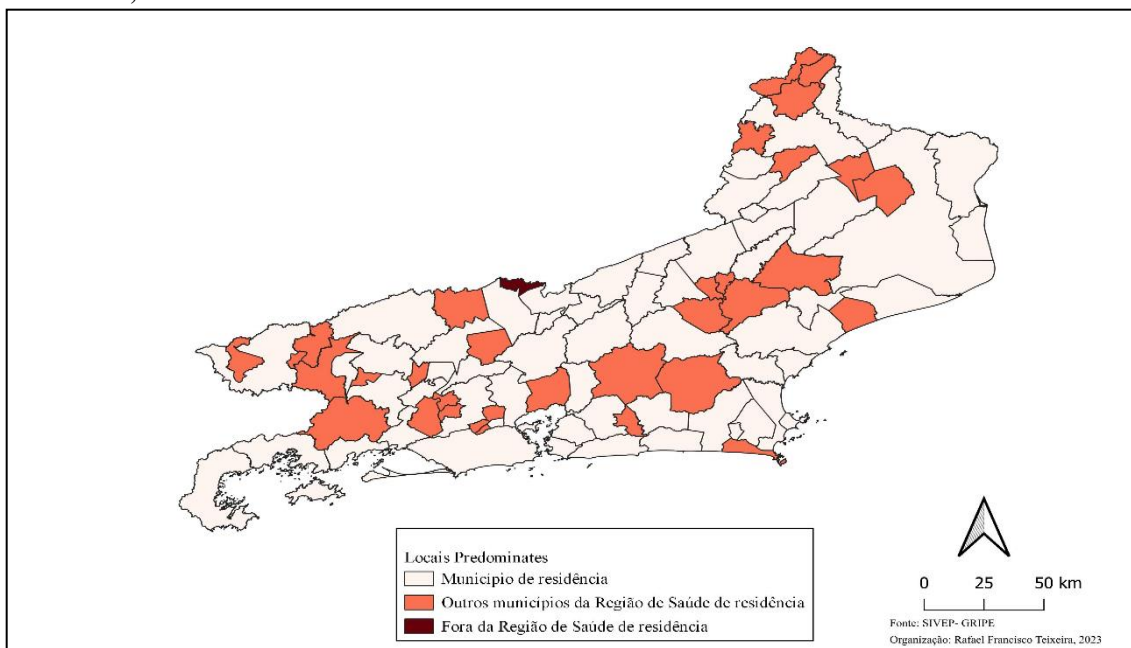 Locais Predominates
Municipio de residência
Outros municípios da Região de Saúde de residência
Fora da Região de Saúde de residência
0 25 50 km
Fonte: SIVEP- GRIPE
Organização: Rafael Francisco Teixeira, 2023